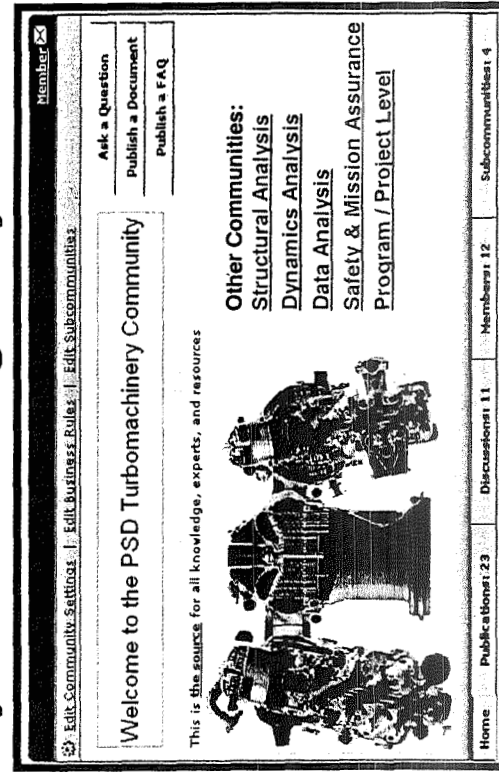 Member
Edit Community Settings | Edit Business Rules | Edit Subcommunities
Welcome to the PSD Turbomachinery Community
Ask a Question
Publish a Document
Publish a FAQ
This is the source for all knowledge, experts, and resources
Other Communities:
Structural Analysis
Dynamics Analysis
Data Analysis
Safety & Mission Assurance
Program / Project Level
Home
Publications: 23
Discussions: 11
Members: 12
Subcommunities: 4